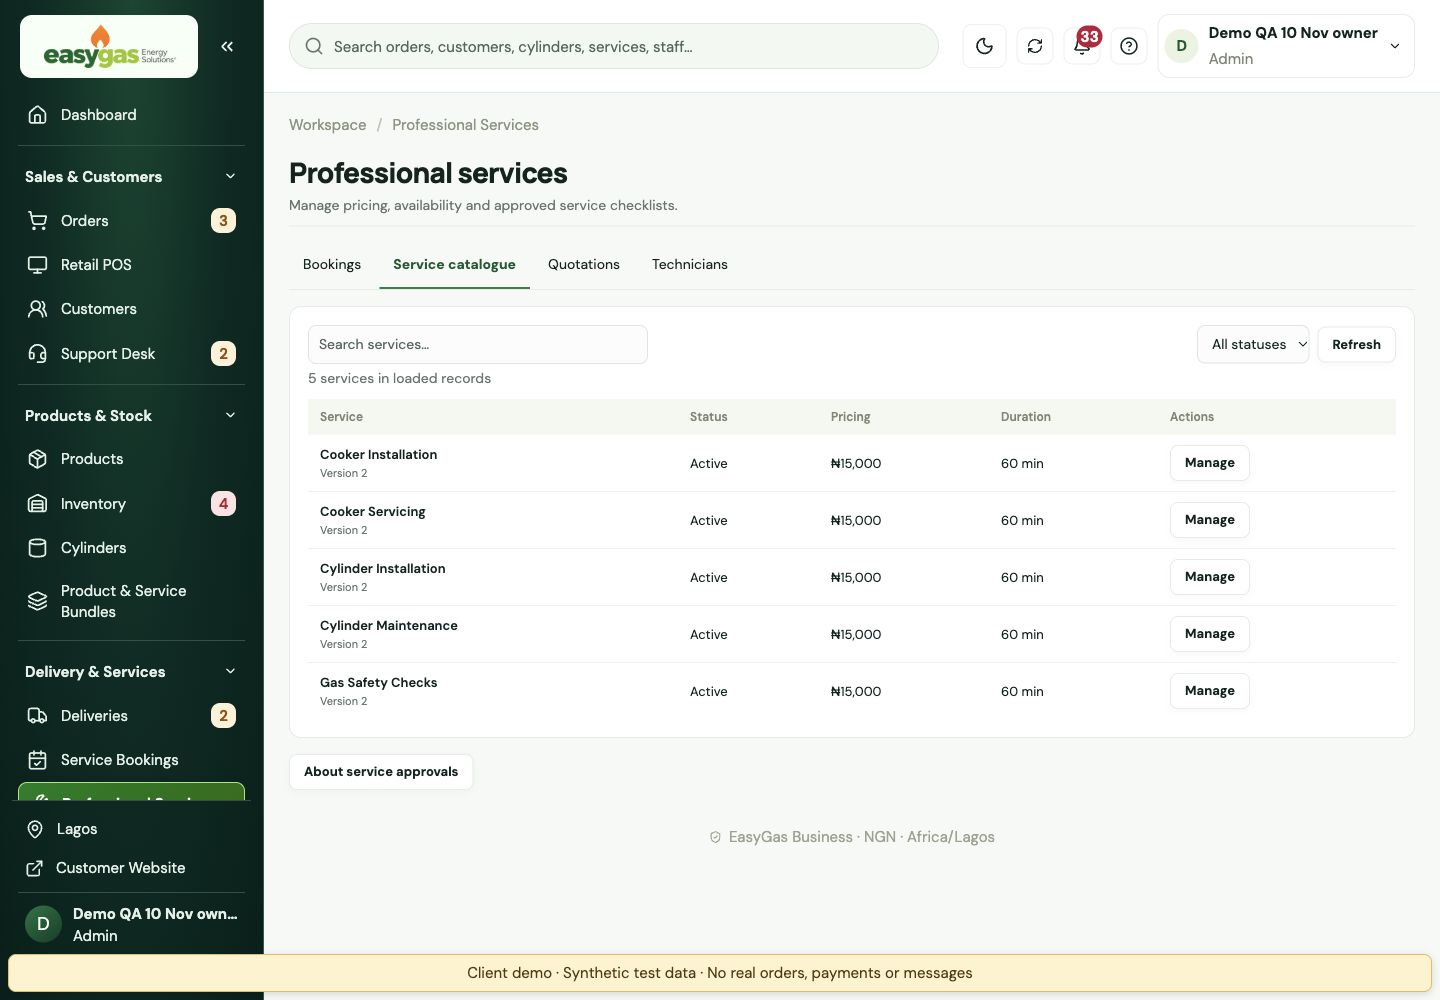 easygas Energy Solutions
Dashboard
Sales & Customers
Orders 3
Retail POS
Customers
Support Desk 2
Products & Stock
Products
Inventory 4
Cylinders
Product & Service
Bundles
Delivery & Services
Deliveries 2
Service Bookings
Lagos
Customer Website
D
Demo QA 10 Nov own...
Admin
Search orders, customers, cylinders, services, staff...
33
D
Demo QA 10 Nov owner
Admin
Workspace / Professional Services
Professional services
Manage pricing, availability and approved service checklists.
Bookings Service catalogue Quotations Technicians
Search services...
All statuses
Refresh
5 services in loaded records
Service Status Pricing Duration Actions
Cooker Installation
Version 2
Active ₦15,000 60 min Manage
Cooker Servicing
Version 2
Active ₦15,000 60 min Manage
Cylinder Installation
Version 2
Active ₦15,000 60 min Manage
Cylinder Maintenance
Version 2
Active ₦15,000 60 min Manage
Gas Safety Checks
Version 2
Active ₦15,000 60 min Manage
About service approvals
EasyGas Business · NGN · Africa/Lagos
Client demo · Synthetic test data · No real orders, payments or messages